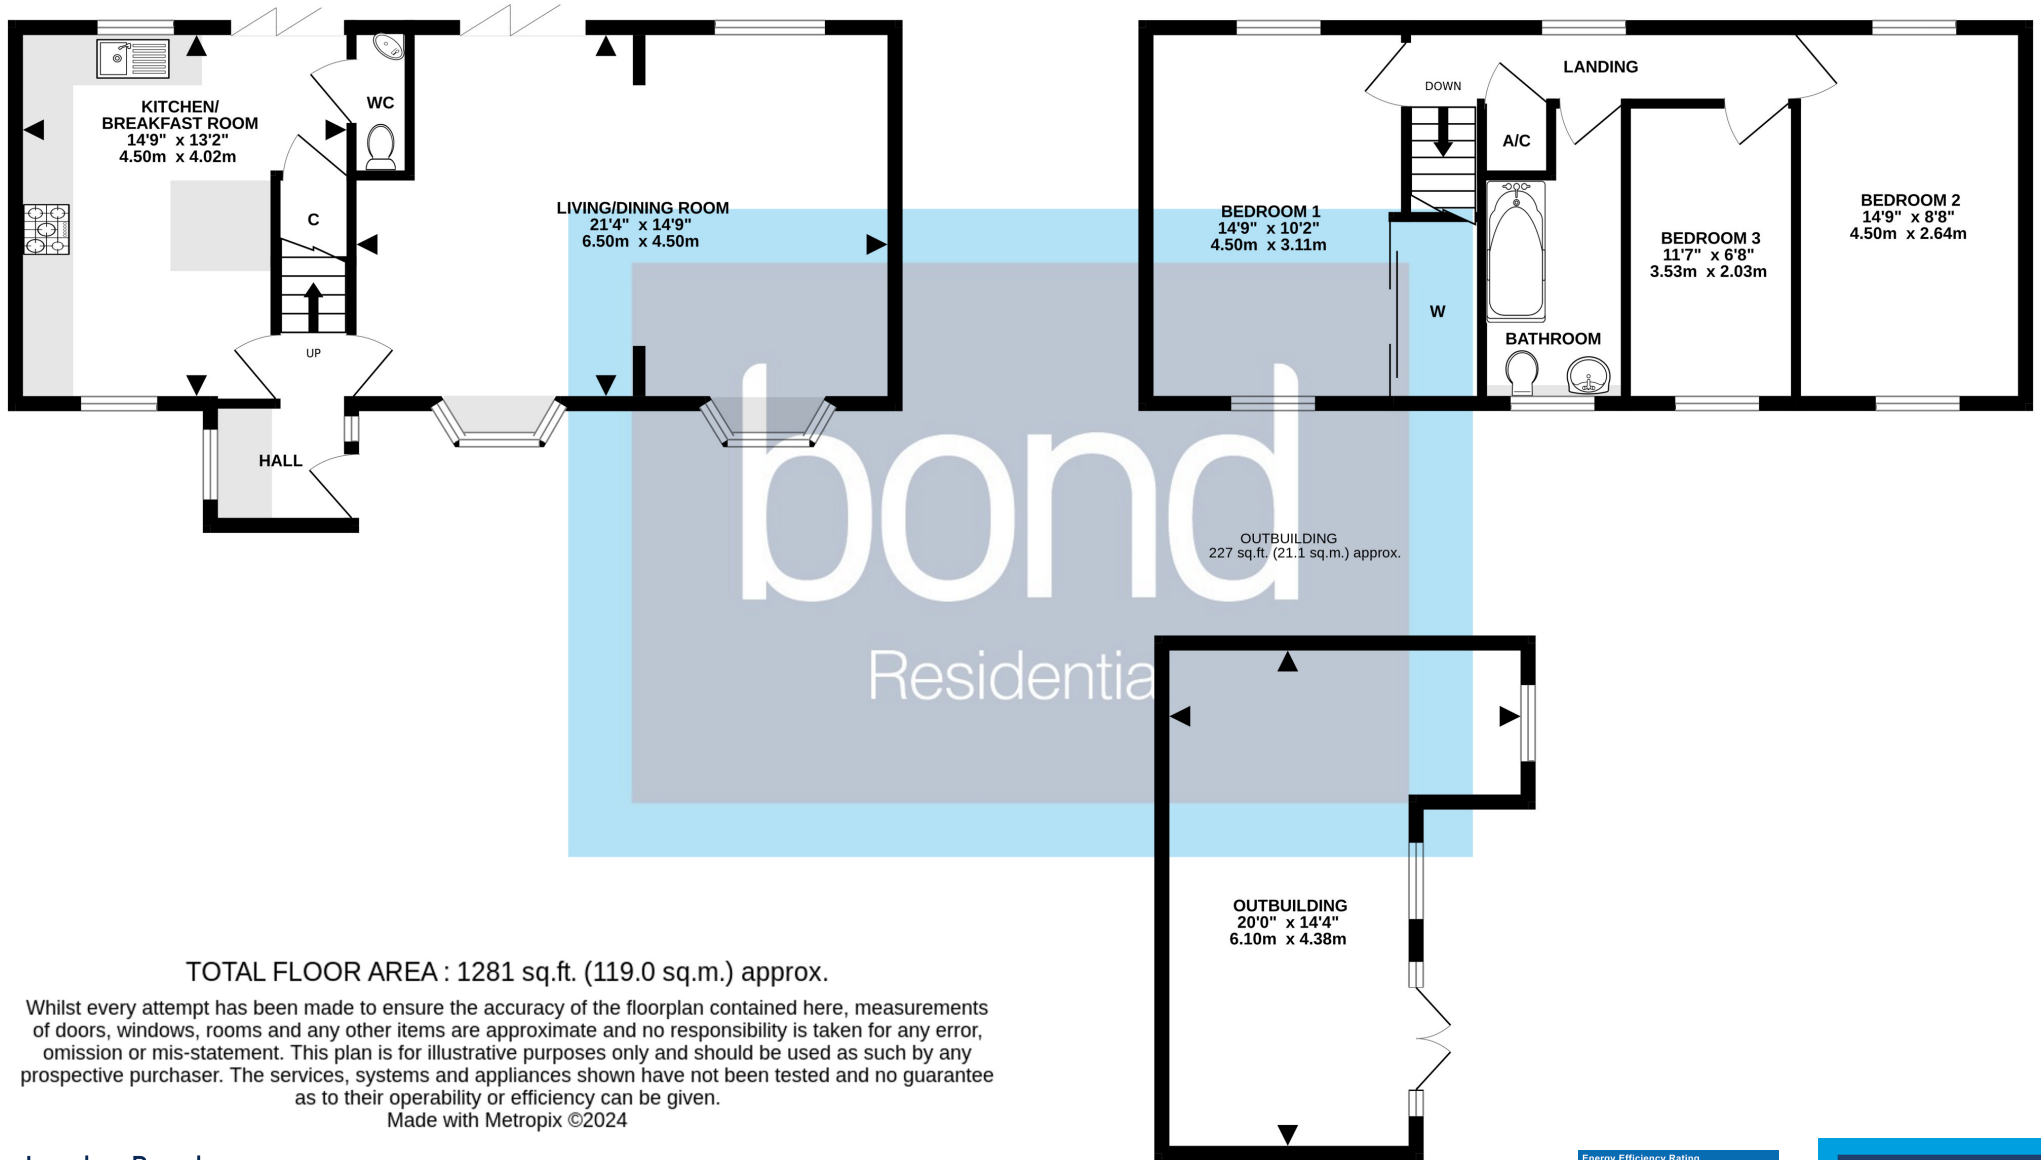 KITCHEN/
BREAKFAST ROOM
14'9" x 13'2"
4.50m x 4.02m
WC
C
UP
HALL
LIVING/DINING ROOM
21'4" x 14'9"
6.50m x 4.50m
BEDROOM 1
14'9" x 10'2"
4.50m x 3.11m
DOWN
LANDING
A/C
W
BATHROOM
BEDROOM 3
11'7" x 6'8"
3.53m x 2.03m
BEDROOM 2
14'9" x 8'8"
4.50m x 2.64m
bond
Residentia
OUTBUILDING
227 sq.ft. (21.1 sq.m.) approx.
OUTBUILDING
20'0" x 14'4"
6.10m x 4.38m
TOTAL FLOOR AREA : 1281 sq.ft. (119.0 sq.m.) approx.
Whilst every attempt has been made to ensure the accuracy of the floorplan contained here, measurements
of doors, windows, rooms and any other items are approximate and no responsibility is taken for any error,
omission or mis-statement. This plan is for illustrative purposes only and should be used as such by any
prospective purchaser. The services, systems and appliances shown have not been tested and no guarantee
as to their operability or efficiency can be given.
Made with Metropix ©2024
Energy Efficiency Rating